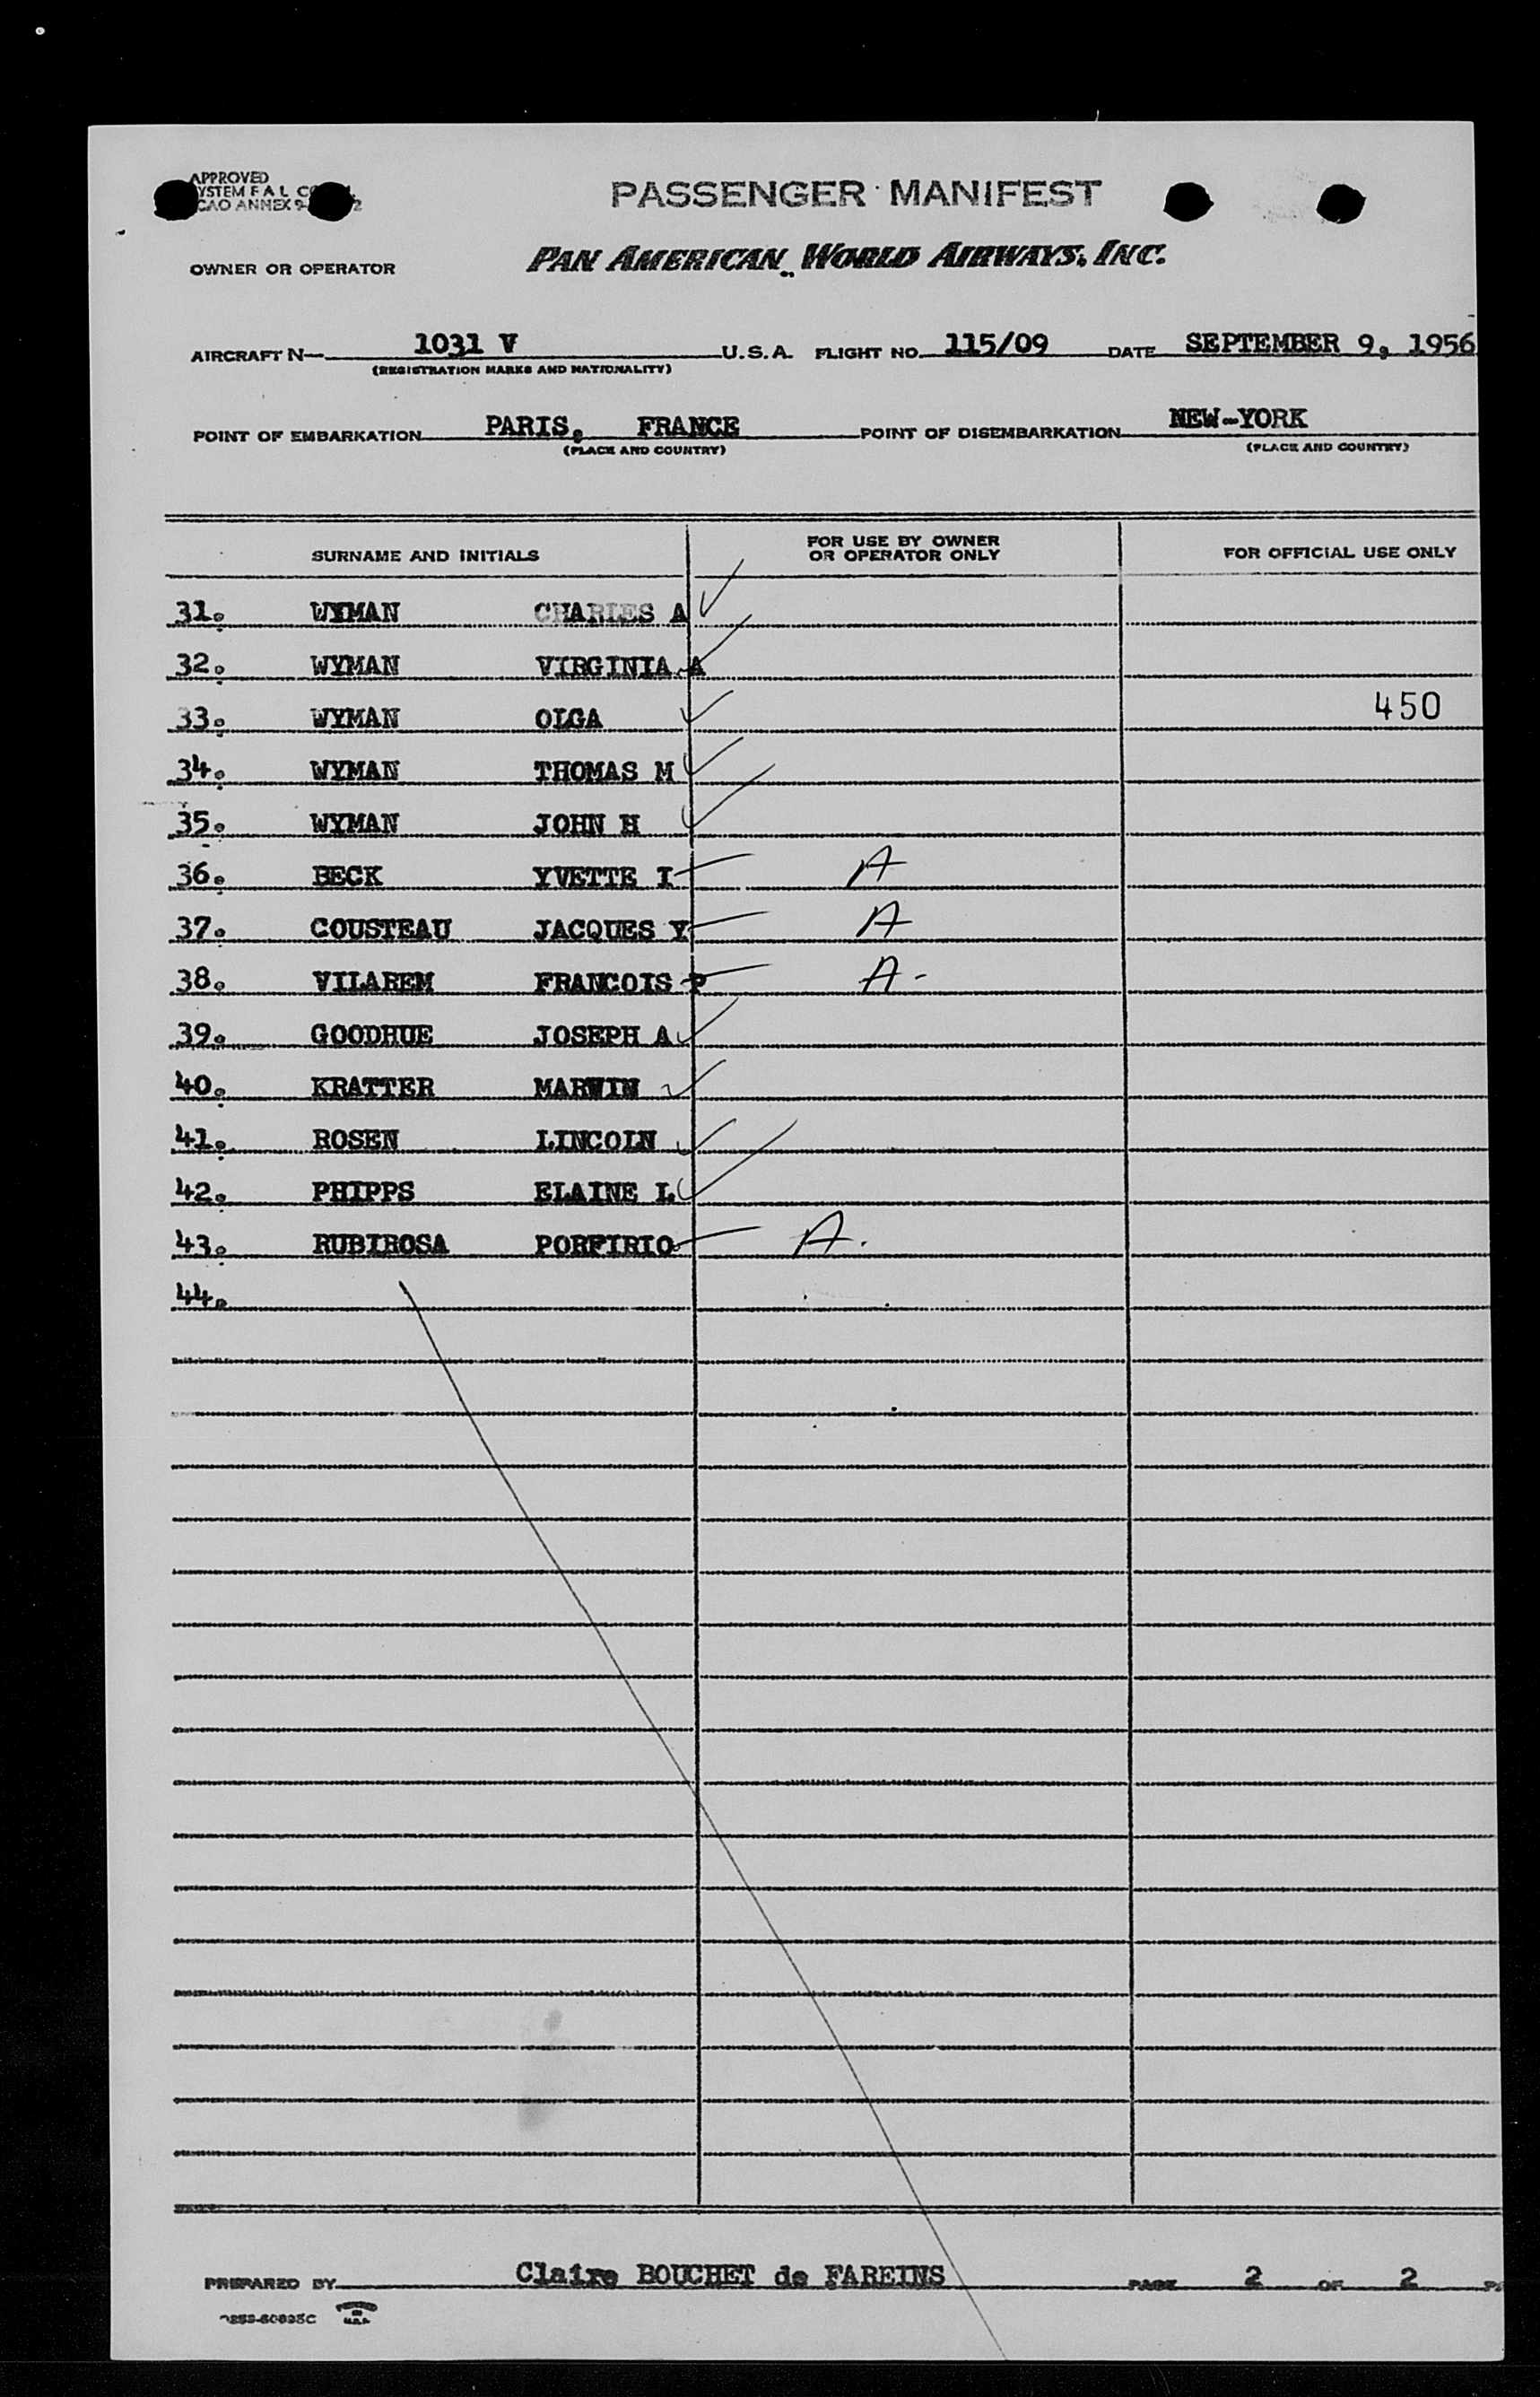 APPROVED
PASSENGER MANIFEST
OWNER OR OPERATOR PAN AMERICAN WORLD AIRWAYS, INC.
AIRCRAFT N— 1031 V U.S.A. FLIGHT NO. 115/09 DATE SEPTEMBER 9, 1956
(REGISTRATION MARKS AND NATIONALITY)
POINT OF EMBARKATION PARIS, FRANCE POINT OF DISEMBARKATION NEW-YORK
(PLACE AND COUNTRY) (PLACE AND COUNTRY)
SURNAME AND INITIALS FOR USE BY OWNER OR OPERATOR ONLY FOR OFFICIAL USE ONLY
31. WYMAN CHARLES A
32. WYMAN VIRGINIA A
33. WYMAN OLGA 450
34. WYMAN THOMAS M
35. WYMAN JOHN H
36. BECK YVETTE I A
37. COUSTEAU JACQUES Y A
38. VILAREM FRANCOIS P A -
39. GOODHUE JOSEPH A
40. KRATTER MARVIN
41. ROSEN LINCOLN
42. PHIPPS ELAINE L
43. RUBIROSA PORFIRIO A.
44.
PREPARED BY Claire BOUCHET de FAREINS PAGE 2 OF 2